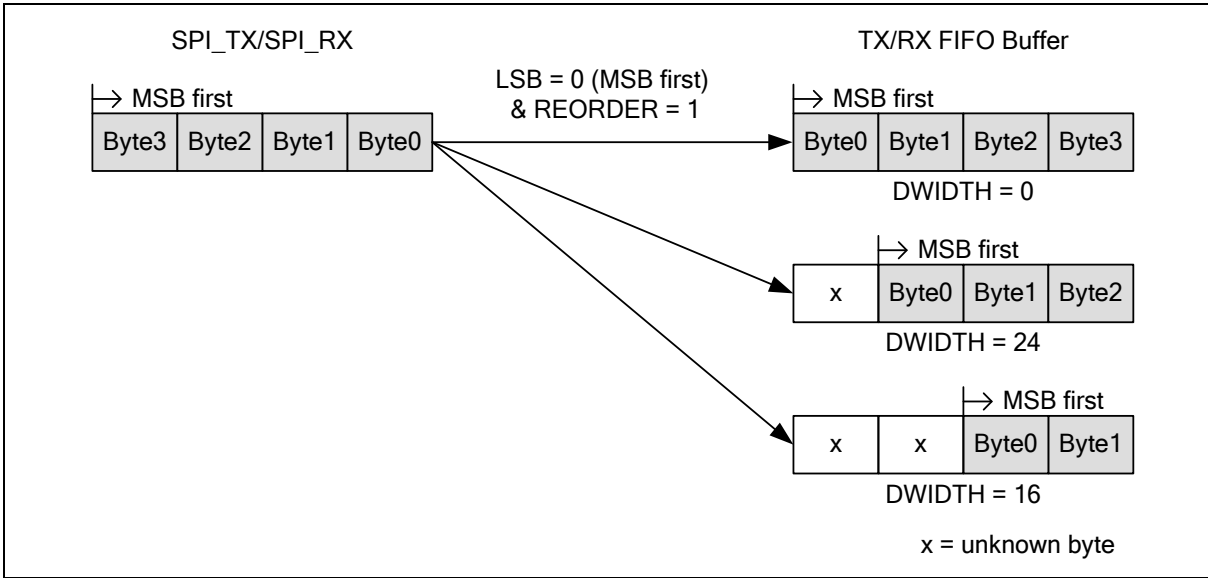 SPI_TX/SPI_RX
TX/RX FIFO Buffer
LSB = 0 (MSB first)
& REORDER = 1
MSB first
Byte3 Byte2 Byte1 Byte0
MSB first
Byte0 Byte1 Byte2 Byte3
DWIDTH = 0
MSB first
x Byte0 Byte1 Byte2
DWIDTH = 24
MSB first
x x Byte0 Byte1
DWIDTH = 16
x = unknown byte